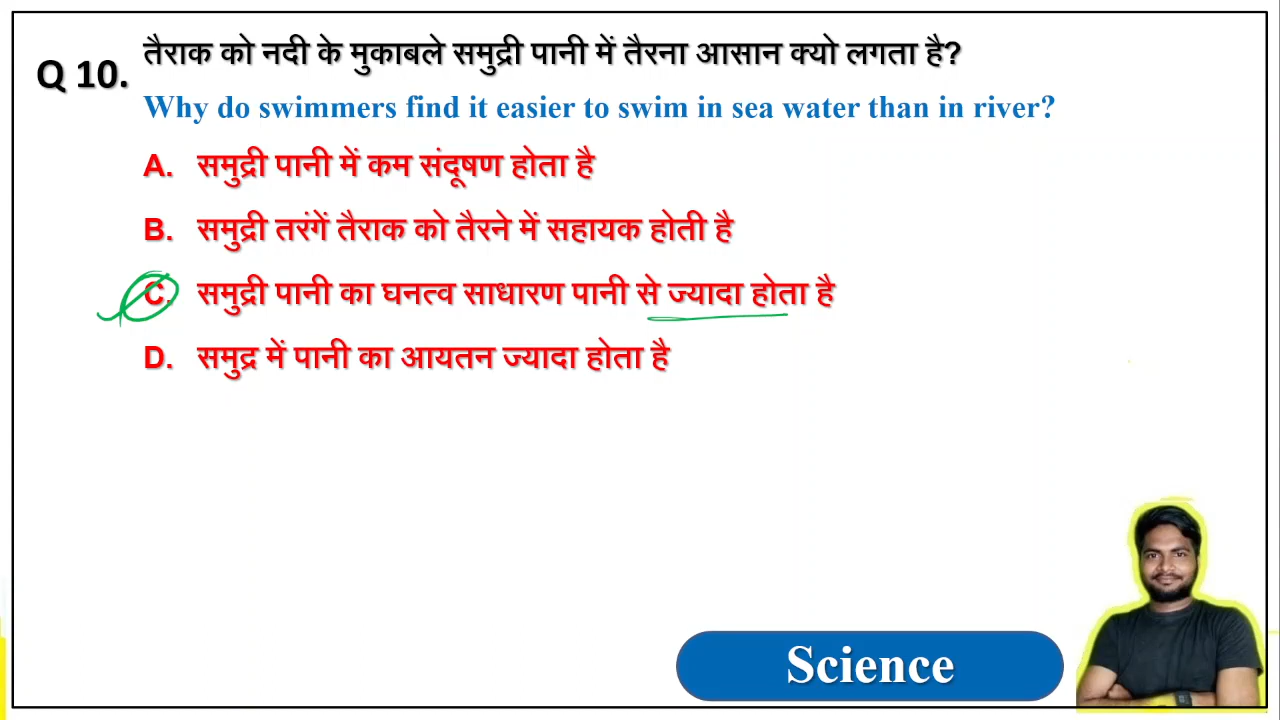 Q 10.
तैराक को नदी के मुकाबले समुद्री पानी में तैरना आसान क्यो लगता है?
Why do swimmers find it easier to swim in sea water than in river?
A. समुद्री पानी में कम संदूषण होता है
B. समुद्री तरंगें तैराक को तैरने में सहायक होती है
C. समुद्री पानी का घनत्व साधारण पानी से ज्यादा होता है
D. समुद्र में पानी का आयतन ज्यादा होता है
Science